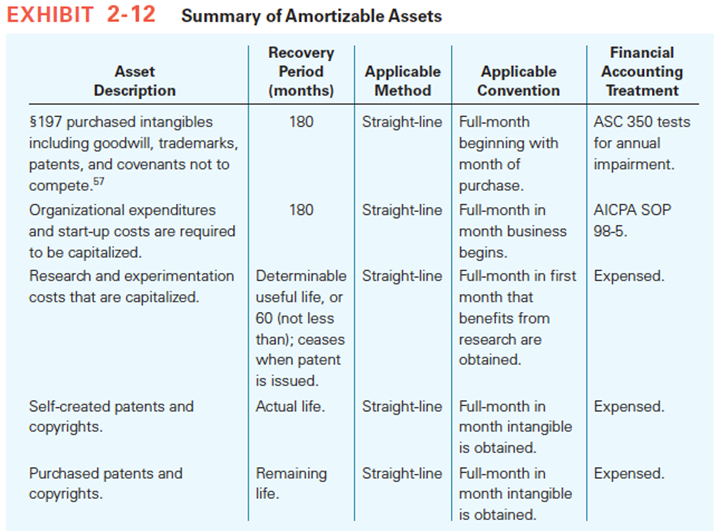 EXHIBIT 2-12 Summary of Amortizable Assets
Asset
Description
Recovery
Period
(months)
Applicable
Method
Applicable
Convention
Financial
Accounting
Treatment
§197 purchased intangibles
including goodwill, trademarks,
patents, and covenants not to
compete.57
180
Straight-line
Full-month
beginning with
month of
purchase.
ASC 350 tests
for annual
impairment.
Organizational expenditures
and start-up costs are required
to be capitalized.
180
Straight-line
Full-month in
month business
begins.
AICPA SOP
98-5.
Research and experimentation
costs that are capitalized.
Determinable
useful life, or
60 (not less
than); ceases
when patent
is issued.
Straight-line
Full-month in first
month that
benefits from
research are
obtained.
Expensed.
Self-created patents and
copyrights.
Actual life.
Straight-line
Full-month in
month intangible
is obtained.
Expensed.
Purchased patents and
copyrights.
Remaining
life.
Straight-line
Full-month in
month intangible
is obtained.
Expensed.